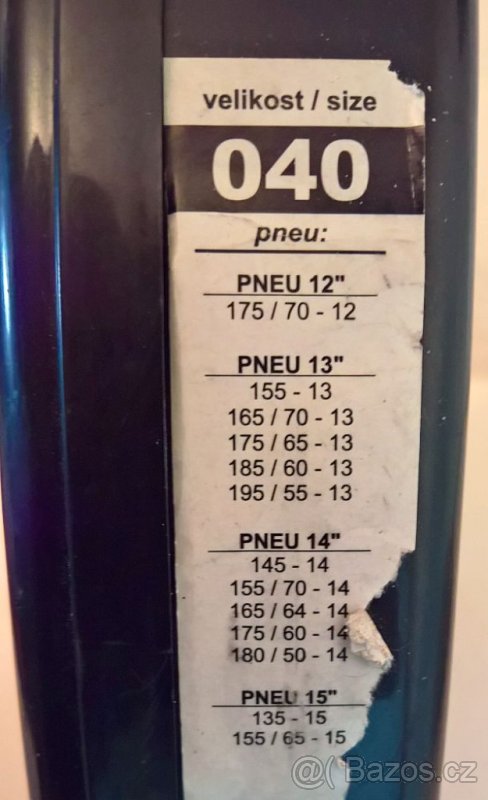 velikost / size
040
pneu:
PNEU 12"
175 / 70 - 12
PNEU 13"
155 - 13
165 / 70 - 13
175 / 65 - 13
185 / 60 - 13
195 / 55 - 13
PNEU 14"
145 - 14
155 / 70 - 14
165 / 64 - 14
175 / 60 - 14
180 / 50 - 14
PNEU 15"
135 - 15
155 / 65 - 15
@( Bazos.cz